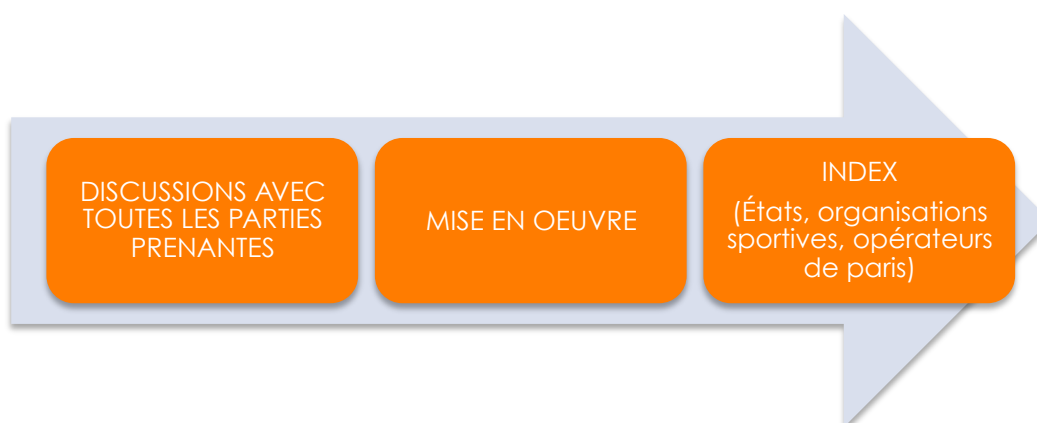 DISCUSSIONS AVEC
TOUTES LES PARTIES
PRENANTES
MISE EN OEUVRE
INDEX
(États, organisations
sportives, opérateurs
de paris)